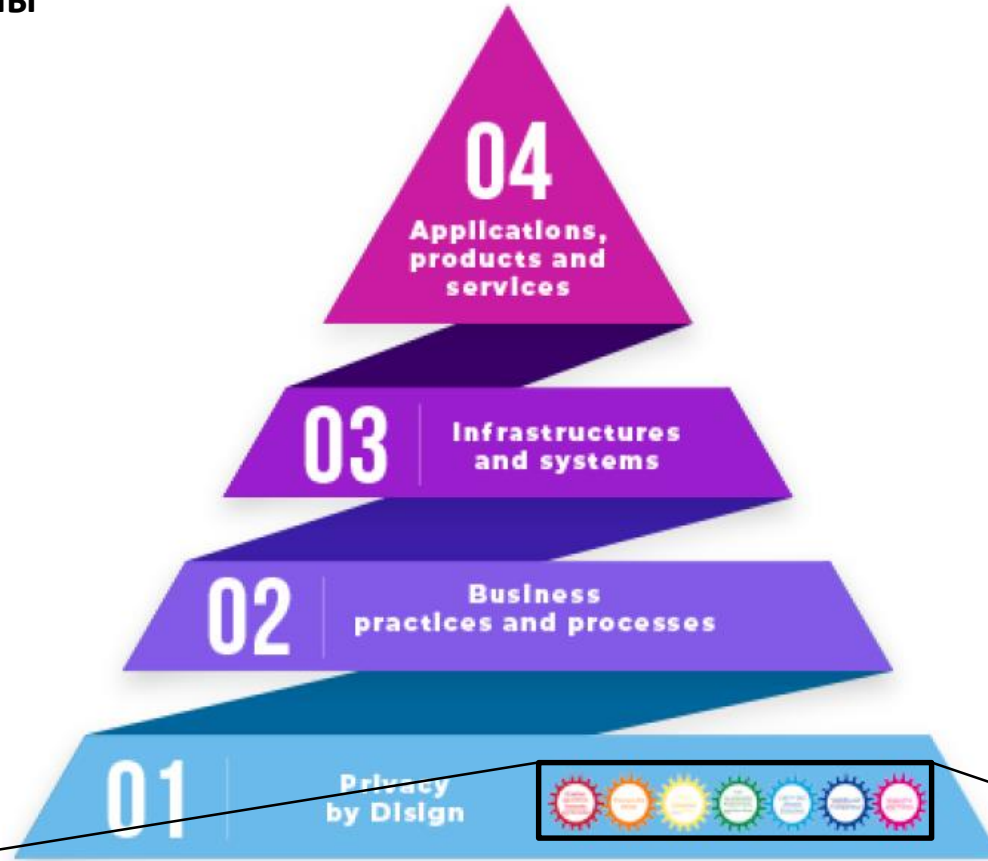 04
Applications,
products and
services
03
Infrastructures
and systems
02
Business
practices and processes
01
Privacy
by Disign